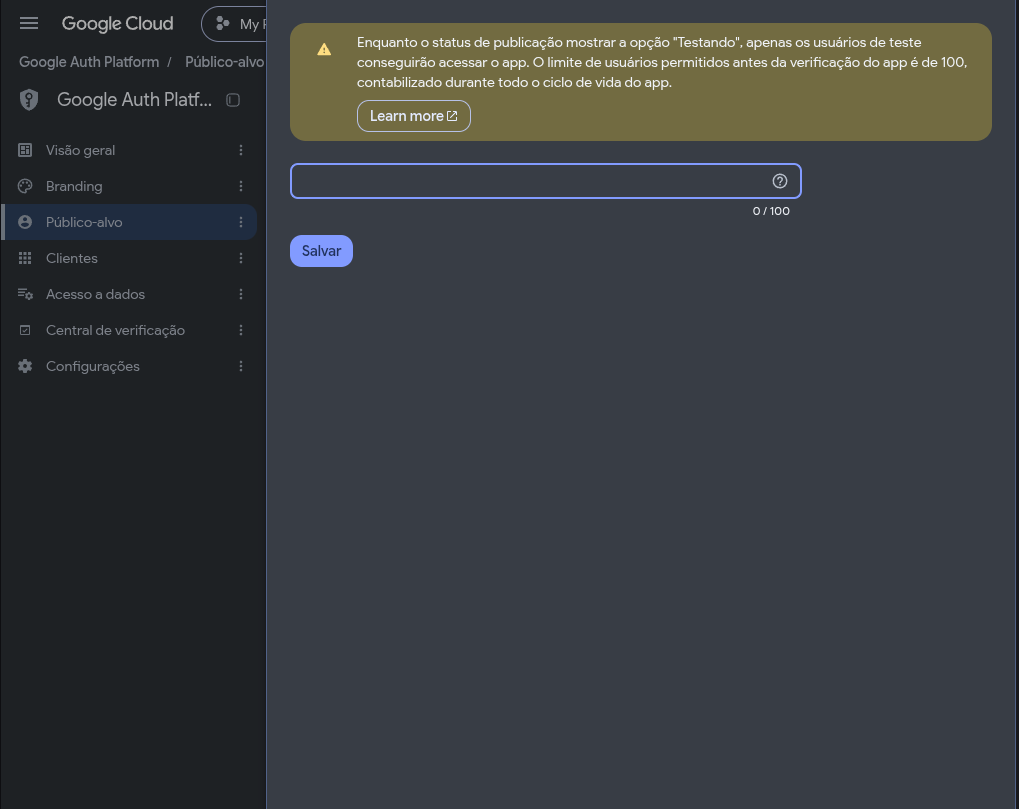 Google Cloud
My
Google Auth Platform / Público-alvo
Google Auth Platf...
Visão geral
Branding
Público-alvo
Clientes
Acesso a dados
Central de verificação
Configurações
Enquanto o status de publicação mostrar a opção "Testando", apenas os usuários de teste
conseguirão acessar o app. O limite de usuários permitidos antes da verificação do app é de 100,
contabilizado durante todo o ciclo de vida do app.
Learn more
0 / 100
Salvar